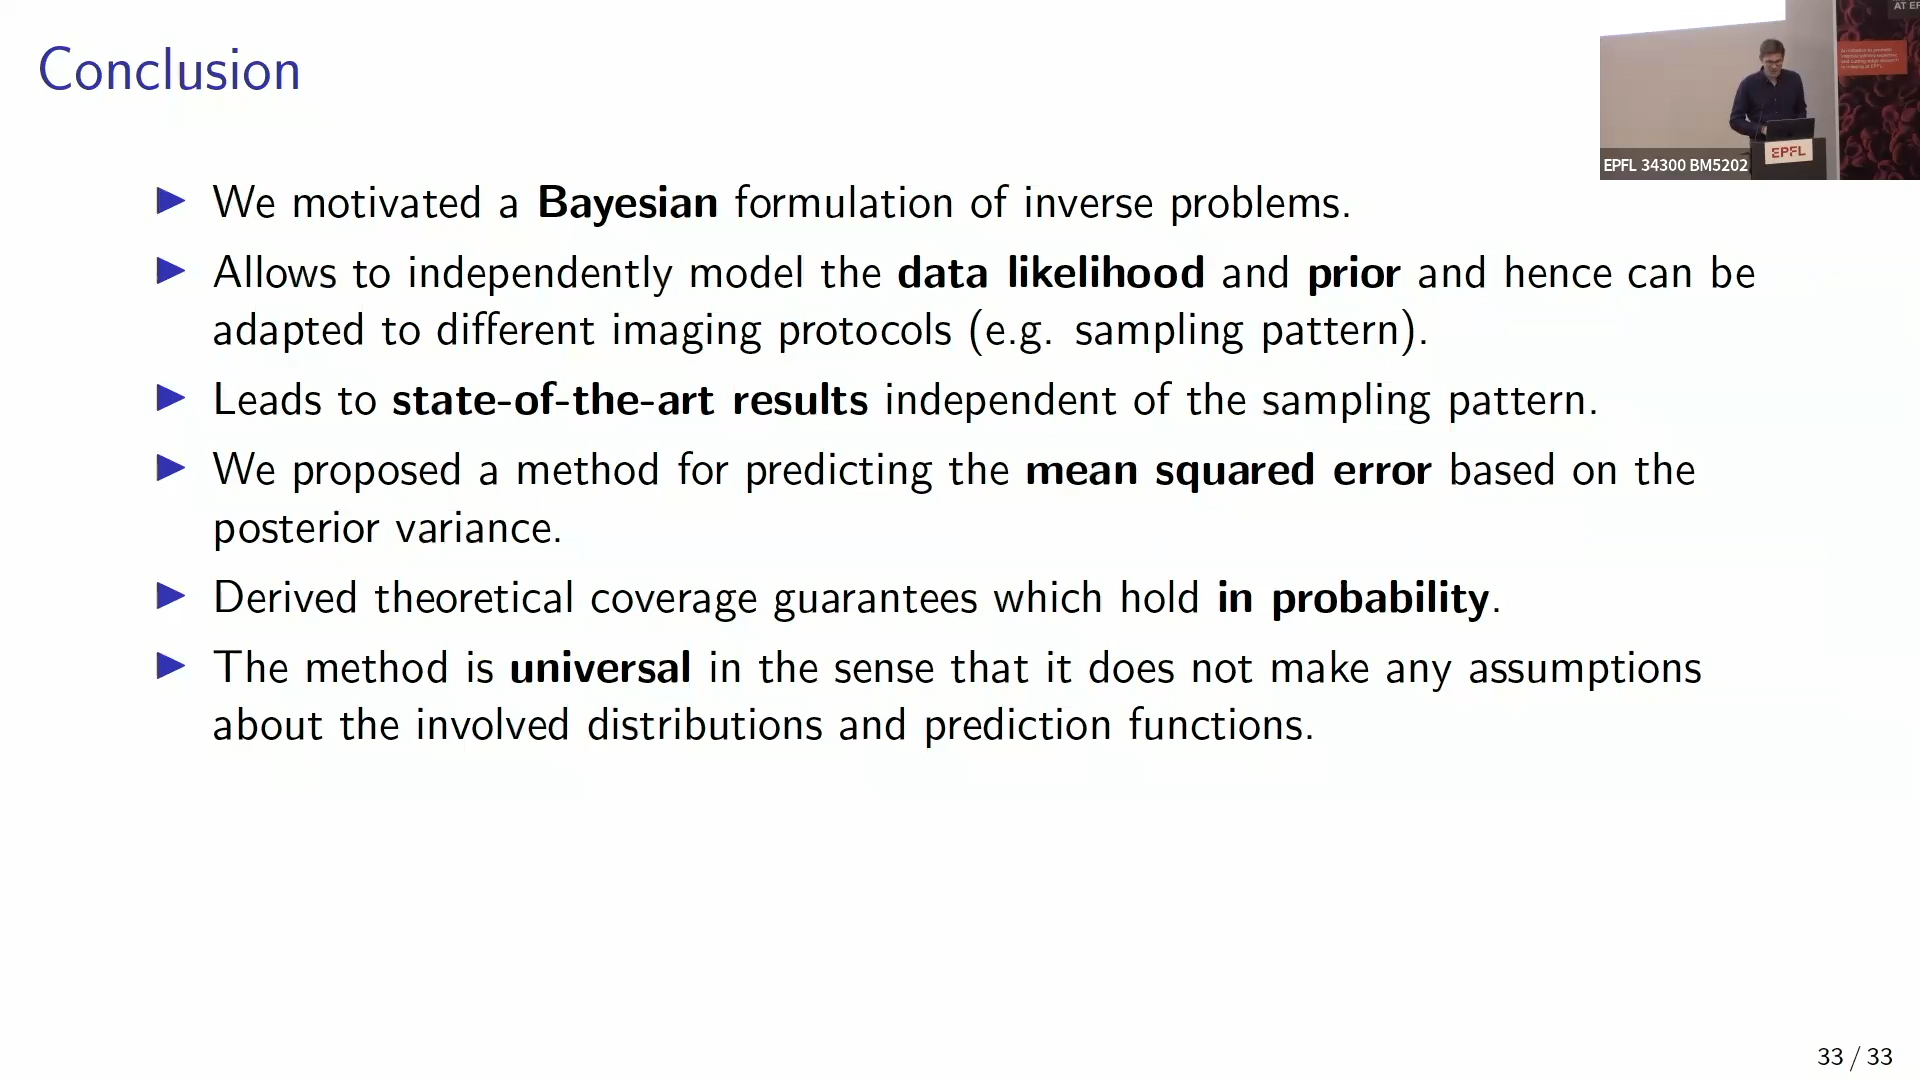 Conclusion
AT EP
EPFL
EPFL 34300 BM5202
▶ We motivated a Bayesian formulation of inverse problems.
▶ Allows to independently model the data likelihood and prior and hence can be
adapted to different imaging protocols (e.g. sampling pattern).
▶ Leads to state-of-the-art results independent of the sampling pattern.
▶ We proposed a method for predicting the mean squared error based on the
posterior variance.
▶ Derived theoretical coverage guarantees which hold in probability.
▶ The method is universal in the sense that it does not make any assumptions
about the involved distributions and prediction functions.
33 / 33